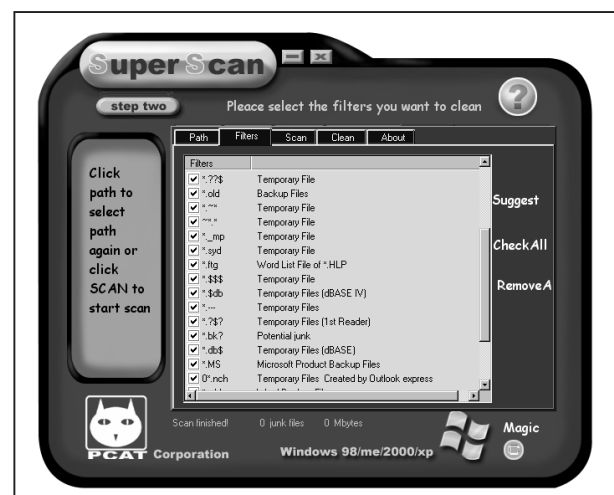 Super Scan
step two
Pleace select the filters you want to clean
?
Path Filters Scan Clean About
Click
path to
select
path
again or
click
SCAN to
start scan
Filters
*.??$ Temporary File
*.old Backup Files
*.~* Temporary File
~*.* Temporary File
*._mp Temporary File
*.syd Temporary File
*.ftg Word List File of *.HLP
*.$$$ Temporary File
*.$db Temporary Files (dBASE IV)
*.--- Temporary Files
*.?$? Temporary Files (1st Reader)
*.bk? Potential junk
*.db$ Temporary Files (dBASE)
*.MS Microsoft Product Backup Files
0*.nch Temporary Files Created by Outlook express
Suggest
CheckAll
RemoveA
Scan finished! 0 junk files 0 Mbytes
PCAT Corporation
Windows 98/me/2000/xp
Magic